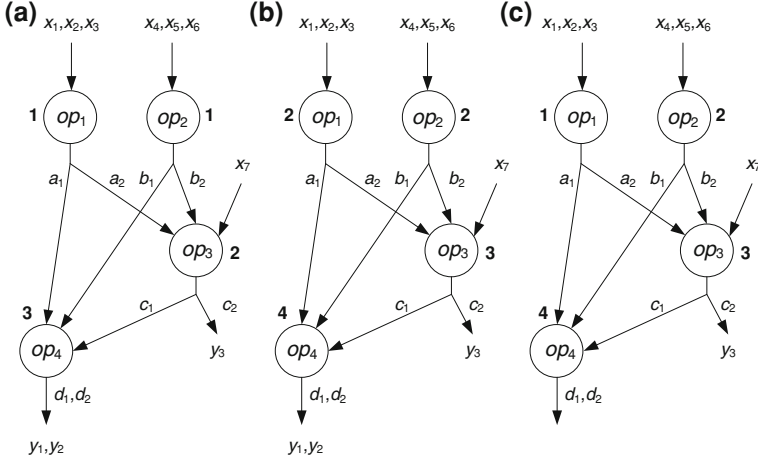 (a) x₁,x₂,x₃ x₄,x₅,x₆ (b) x₁,x₂,x₃ x₄,x₅,x₆ (c) x₁,x₂,x₃ x₄,x₅,x₆
1 op₁ op₂ 1 2 op₁ op₂ 2 1 op₁ op₂ 2
x₇ x₇ x₇
a₁ a₂ b₁ b₂ a₁ a₂ b₁ b₂ a₁ a₂ b₁ b₂
op₃ 2 op₃ 3 op₃ 3
3 4 4
c₁ c₂ c₁ c₂ c₁ c₂
op₄ y₃ op₄ y₃ op₄ y₃
d₁,d₂ d₁,d₂ d₁,d₂
y₁,y₂ y₁,y₂